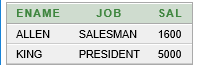 ENAME JOB SAL
ALLEN SALESMAN 1600
KING PRESIDENT 5000